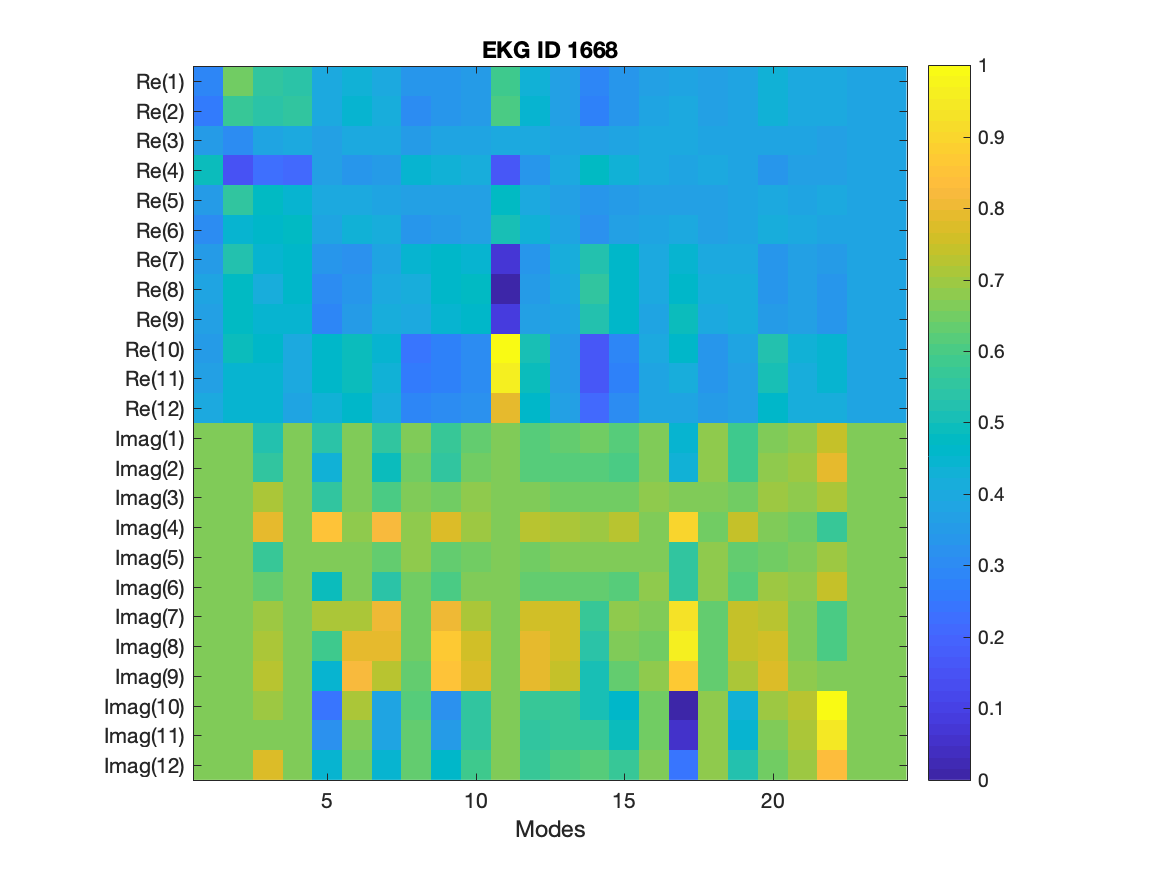 EKG ID 1668
Re(1)
Re(2)
Re(3)
Re(4)
Re(5)
Re(6)
Re(7)
Re(8)
Re(9)
Re(10)
Re(11)
Re(12)
Imag(1)
Imag(2)
Imag(3)
Imag(4)
Imag(5)
Imag(6)
Imag(7)
Imag(8)
Imag(9)
Imag(10)
Imag(11)
Imag(12)
5 10 15 20
Modes
1
0.9
0.8
0.7
0.6
0.5
0.4
0.3
0.2
0.1
0